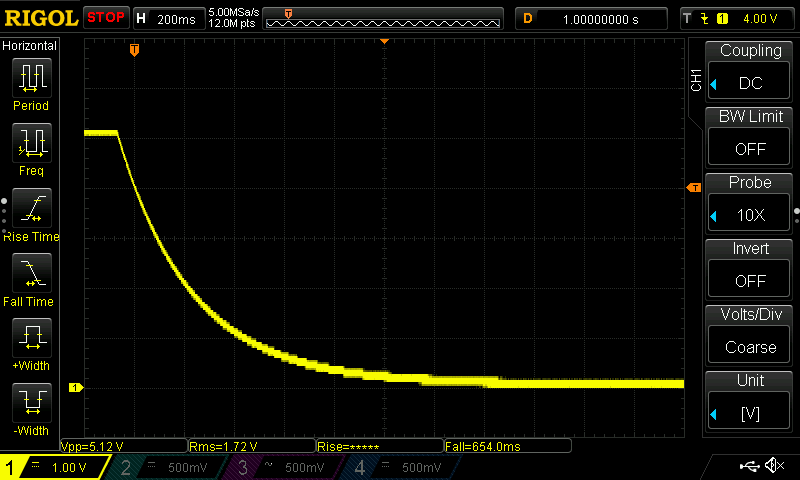 RIGOL STOP H 200ms 5.00MSa/s 12.0M pts T D 1.00000000 s T 1 4.00 V
Horizontal
Period
Freq
Rise Time
Fall Time
+Width
-Width
T
1
T
CH1
Coupling
DC
BW Limit
OFF
Probe
10X
Invert
OFF
Volts/Div
Coarse
Unit
[V]
Vpp=5.12 V Rms=1.72 V Rise=***** Fall=654.0ms
1 1.00 V 2 500mV 3 500mV 4 500mV